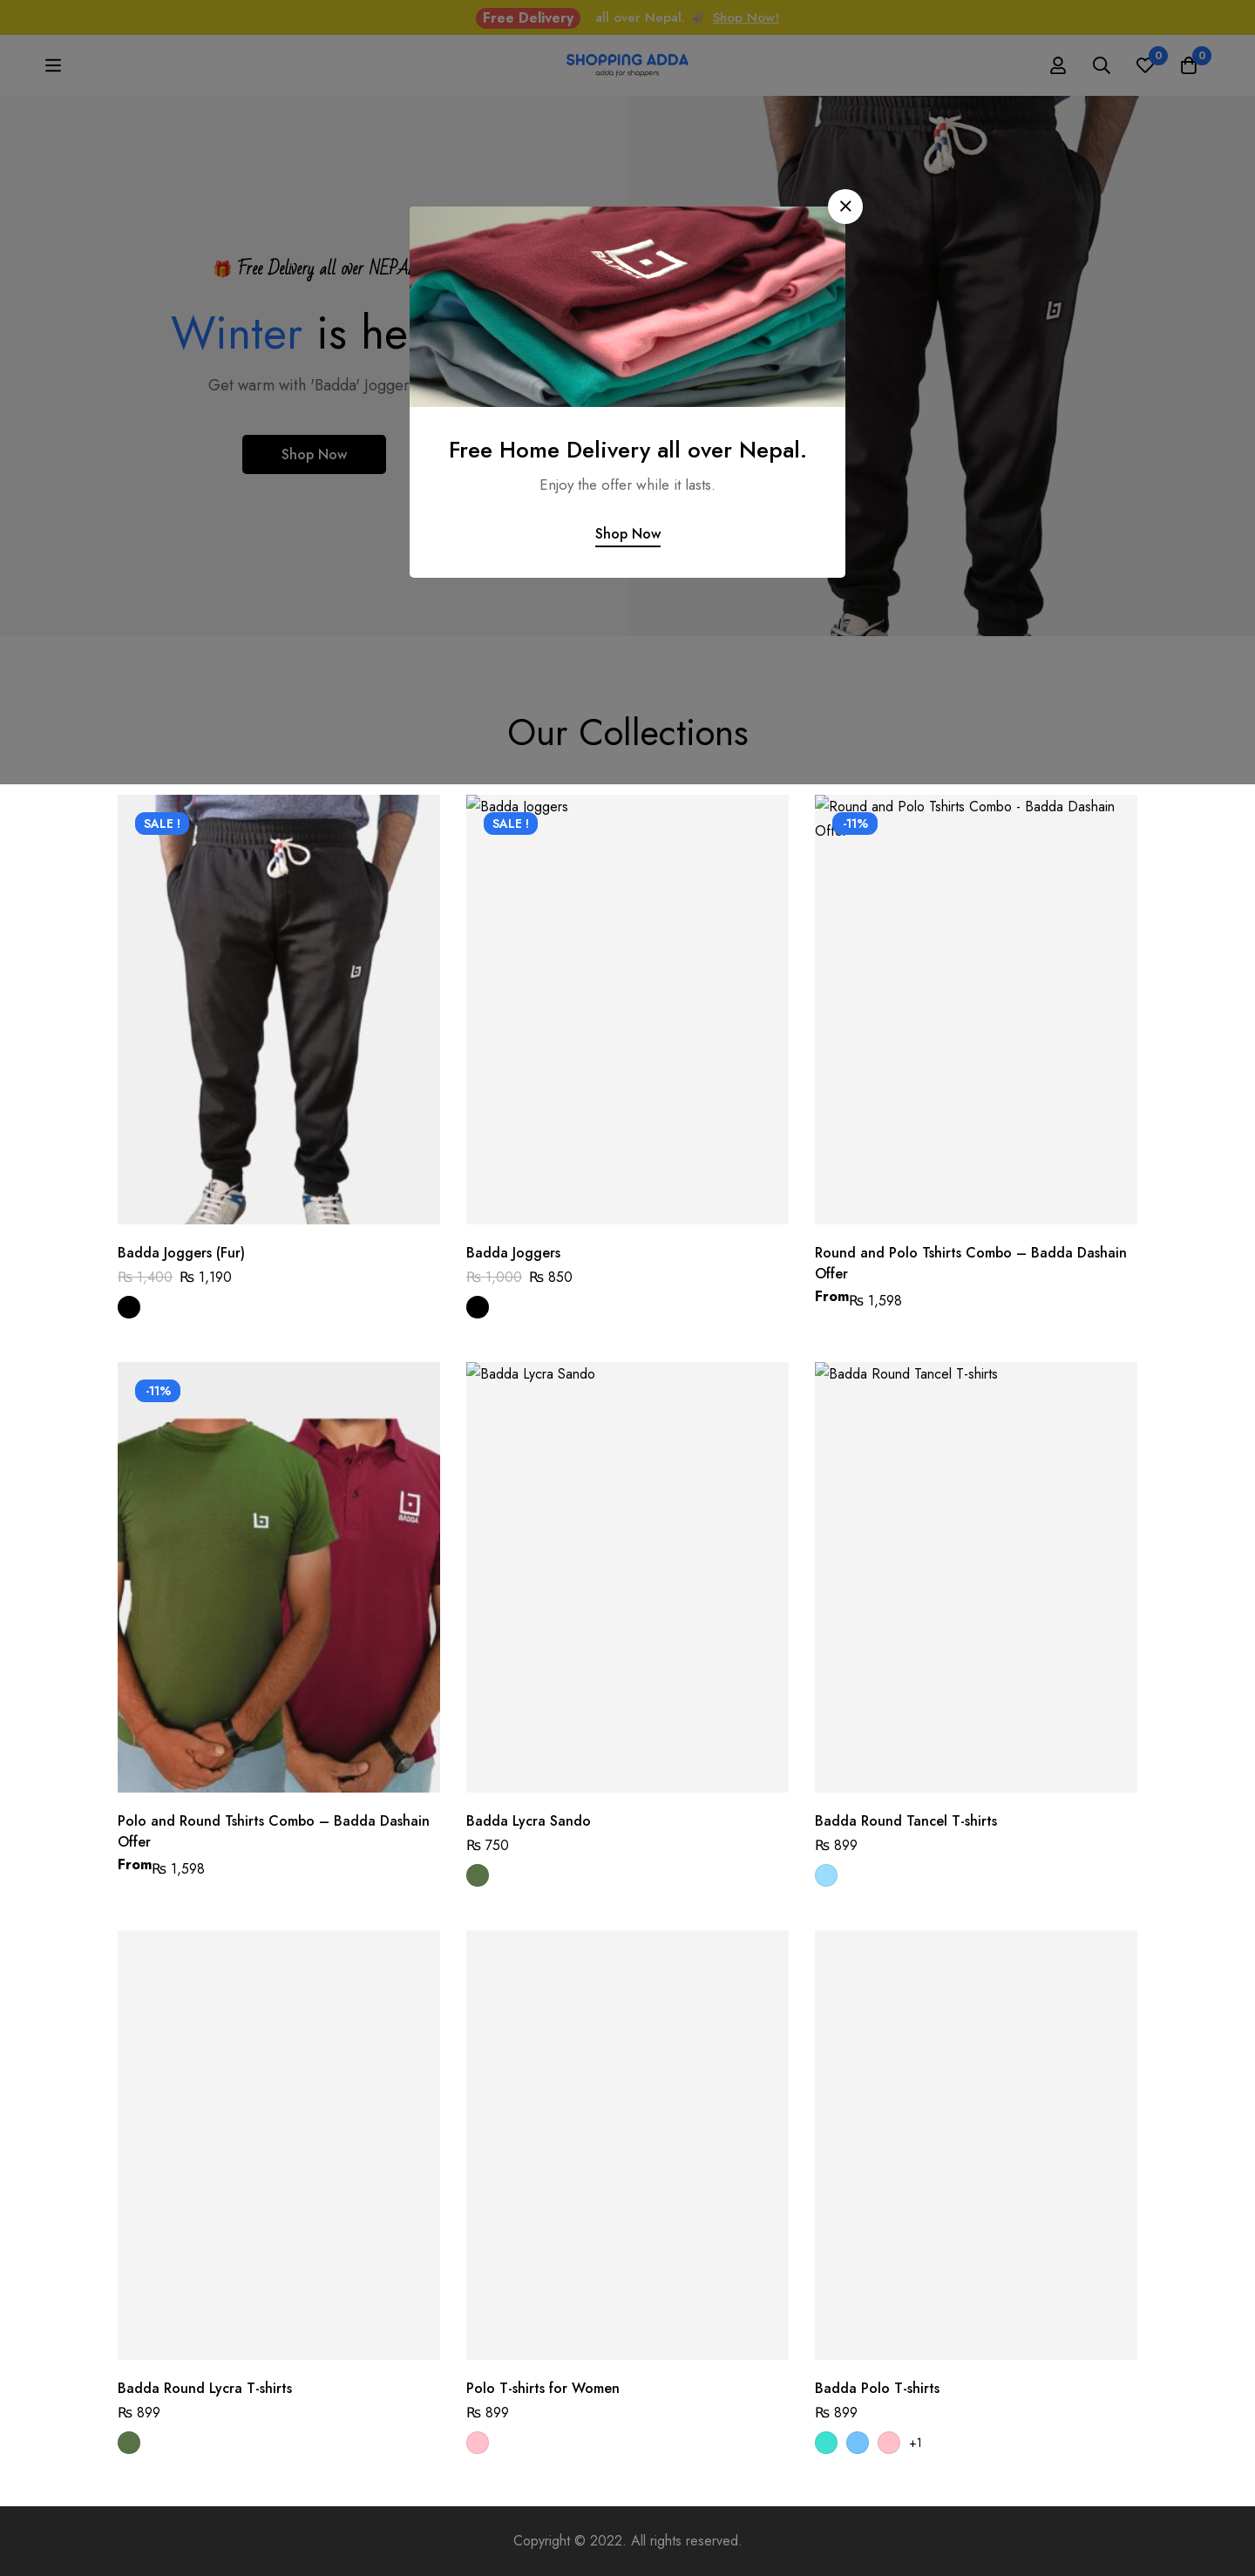 Free Delivery all over Nepal. ✌ Shop Now!
SHOPPING ADDA
adda for shoppers
0
0
🎁 Free Delivery all over NEPA
Winter is he
Get warm with 'Badda' Jogger
Shop Now
BADDA
Free Home Delivery all over Nepal.
Enjoy the offer while it lasts.
Shop Now
Our Collections
SALE !
Badda Joggers
SALE !
Round and Polo Tshirts Combo - Badda Dashain
Offer
-11%
Badda Joggers (Fur)
₨ 1,400 ₨ 1,190
Badda Joggers
₨ 1,000 ₨ 850
Round and Polo Tshirts Combo – Badda Dashain
Offer
From₨ 1,598
-11%
BADDA
Badda Lycra Sando
Badda Round Tancel T-shirts
Polo and Round Tshirts Combo – Badda Dashain
Offer
From₨ 1,598
Badda Lycra Sando
₨ 750
Badda Round Tancel T-shirts
₨ 899
Badda Round Lycra T-shirts
₨ 899
Polo T-shirts for Women
₨ 899
Badda Polo T-shirts
₨ 899
+1
Copyright © 2022. All rights reserved.